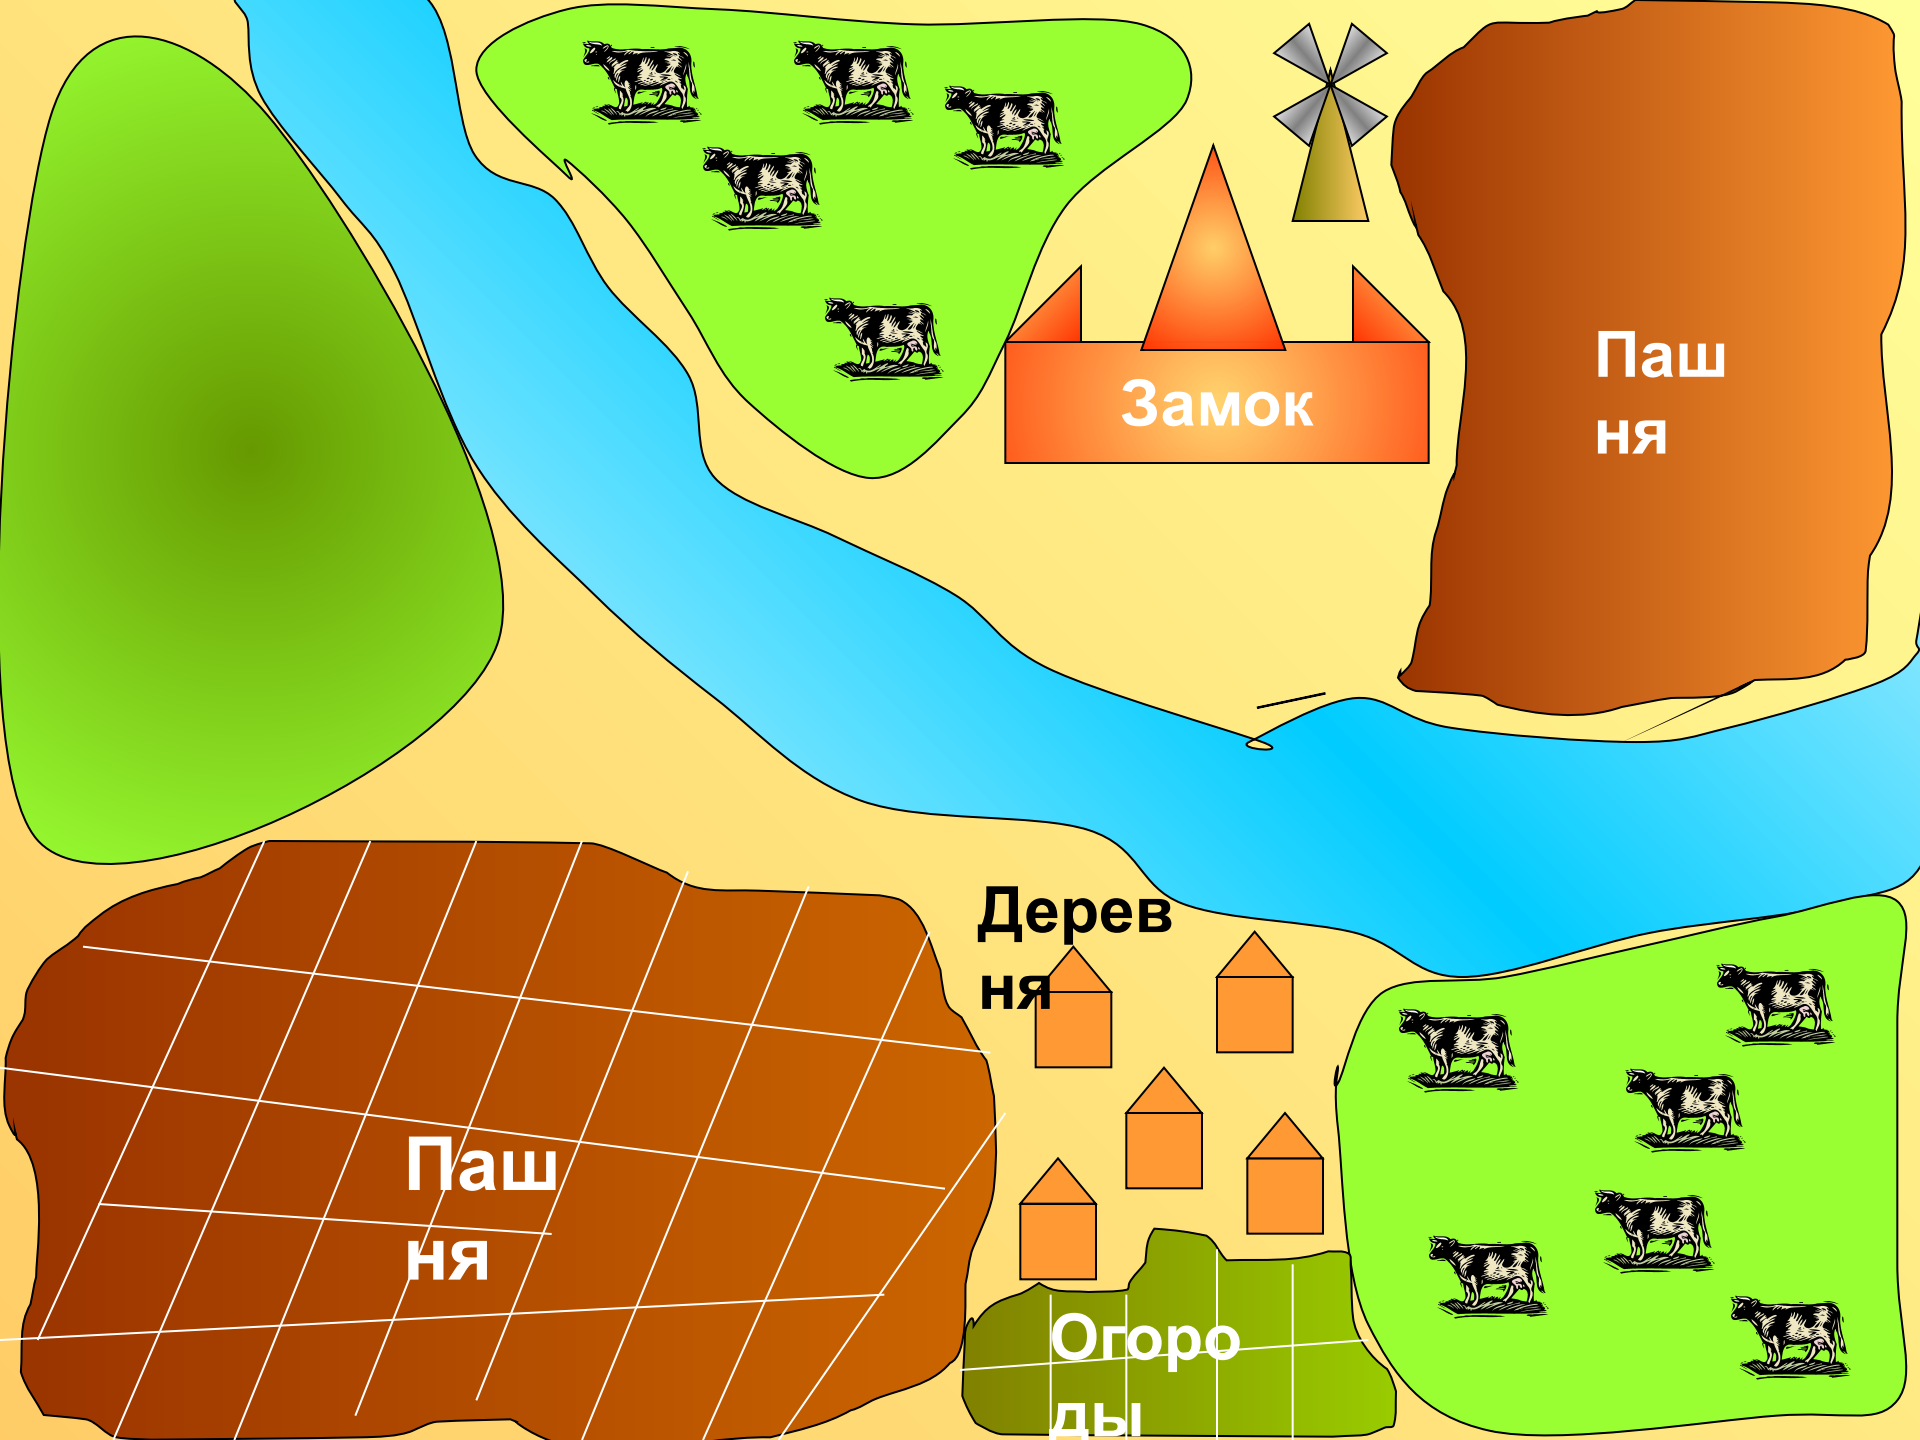 Паш
ня
Замок
Дерев
ня
Паш
ня
Огоро
ды